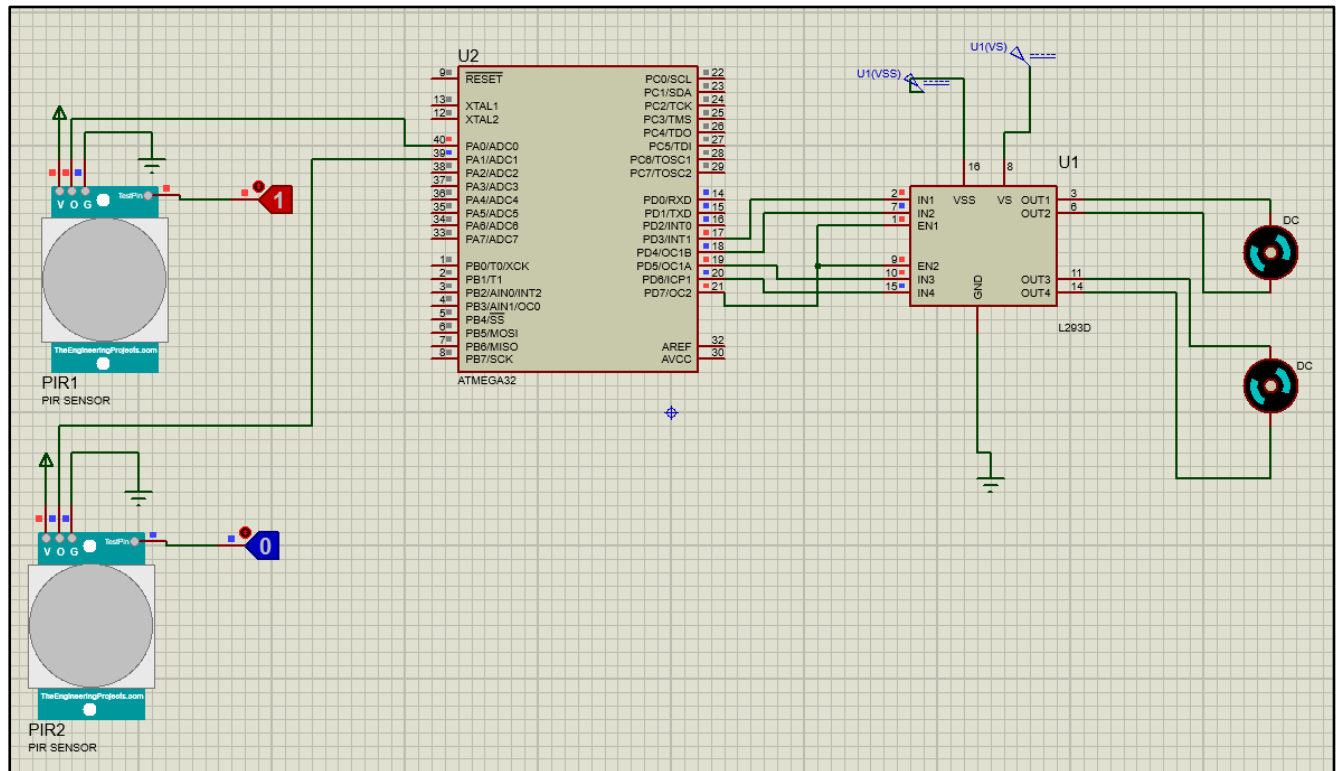 U2
9 RESET 22 PC0/SCL
23 PC1/SDA
13 XTAL1 24 PC2/TCK
12 XTAL2 25 PC3/TMS
26 PC4/TDO
40 PA0/ADC0 27 PC5/TDI
39 PA1/ADC1 28 PC6/TOSC1
38 PA2/ADC2 29 PC7/TOSC2
37 PA3/ADC3
36 PA4/ADC4 14 PD0/RXD
35 PA5/ADC5 15 PD1/TXD
34 PA6/ADC6 16 PD2/INT0
33 PA7/ADC7 17 PD3/INT1
18 PD4/OC1B
1 PB0/T0/XCK 19 PD5/OC1A
2 PB1/T1 20 PD6/ICP1
3 PB2/AIN0/INT2 21 PD7/OC2
4 PB3/AIN1/OC0
5 PB4/SS
6 PB5/MOSI
7 PB6/MISO 32 AREF
8 PB7/SCK 30 AVCC
ATMEGA32
U1(VS)
U1(VSS)
U1
16 8
VSS VS
2 IN1 OUT1 3
7 IN2 OUT2 6
1 EN1
9 EN2
10 IN3 OUT3 11
15 IN4 OUT4 14
GND
L293D
DC
DC
V O G TestPin
1
TheEngineeringProjects.com
PIR1
PIR SENSOR
V O G TestPin
0
TheEngineeringProjects.com
PIR2
PIR SENSOR